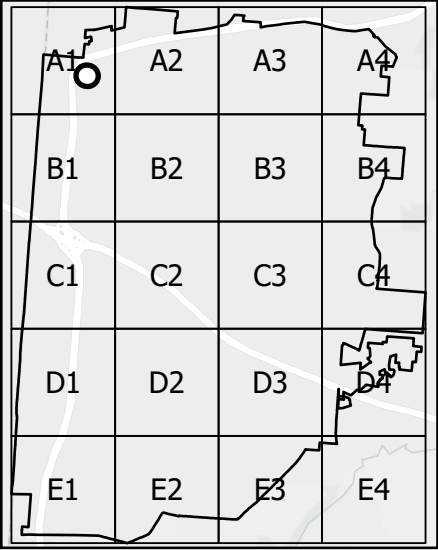 A1 A2 A3 A4
B1 B2 B3 B4
C1 C2 C3 C4
D1 D2 D3 D4
E1 E2 E3 E4